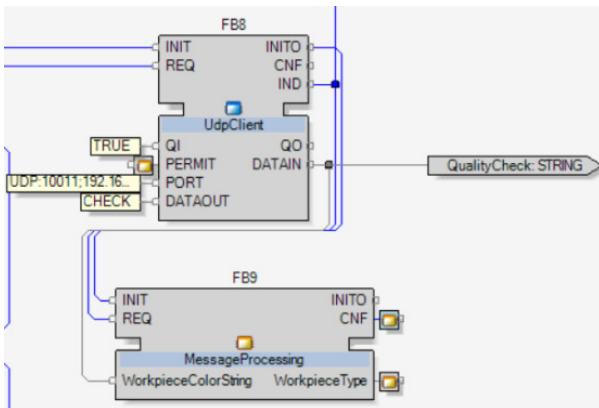 FB8
INIT INITO
REQ CNF
IND
UdpClient
TRUE QI QO
PERMIT DATAIN QualityCheck: STRING
UDP:10011;192.16... PORT
CHECK DATAOUT
FB9
INIT INITO
REQ CNF
MessageProcessing
WorkpieceColorString WorkpieceType